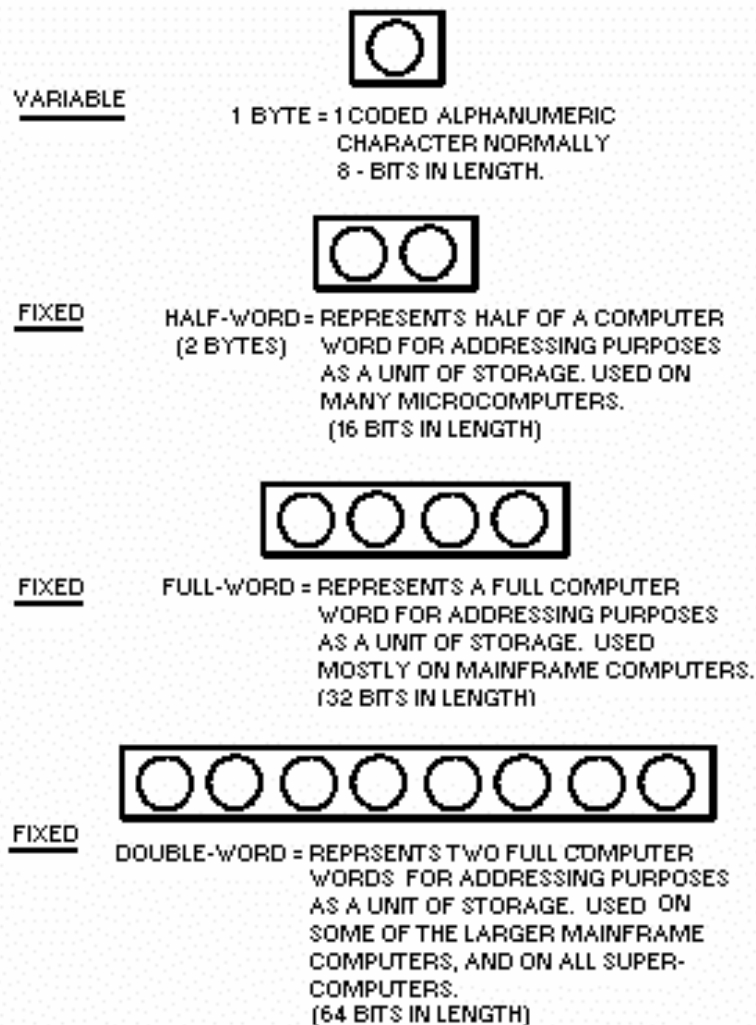 VARIABLE
1 BYTE = 1 CODED ALPHANUMERIC
CHARACTER NORMALLY
8 - BITS IN LENGTH.
FIXED
HALF-WORD = REPRESENTS HALF OF A COMPUTER
(2 BYTES) WORD FOR ADDRESSING PURPOSES
AS A UNIT OF STORAGE. USED ON
MANY MICROCOMPUTERS.
(16 BITS IN LENGTH)
FIXED
FULL-WORD = REPRESENTS A FULL COMPUTER
WORD FOR ADDRESSING PURPOSES
AS A UNIT OF STORAGE. USED
MOSTLY ON MAINFRAME COMPUTERS.
(32 BITS IN LENGTH)
FIXED
DOUBLE-WORD = REPRSENTS TWO FULL COMPUTER
WORDS FOR ADDRESSING PURPOSES
AS A UNIT OF STORAGE. USED ON
SOME OF THE LARGER MAINFRAME
COMPUTERS, AND ON ALL SUPER-
COMPUTERS.
(64 BITS IN LENGTH)